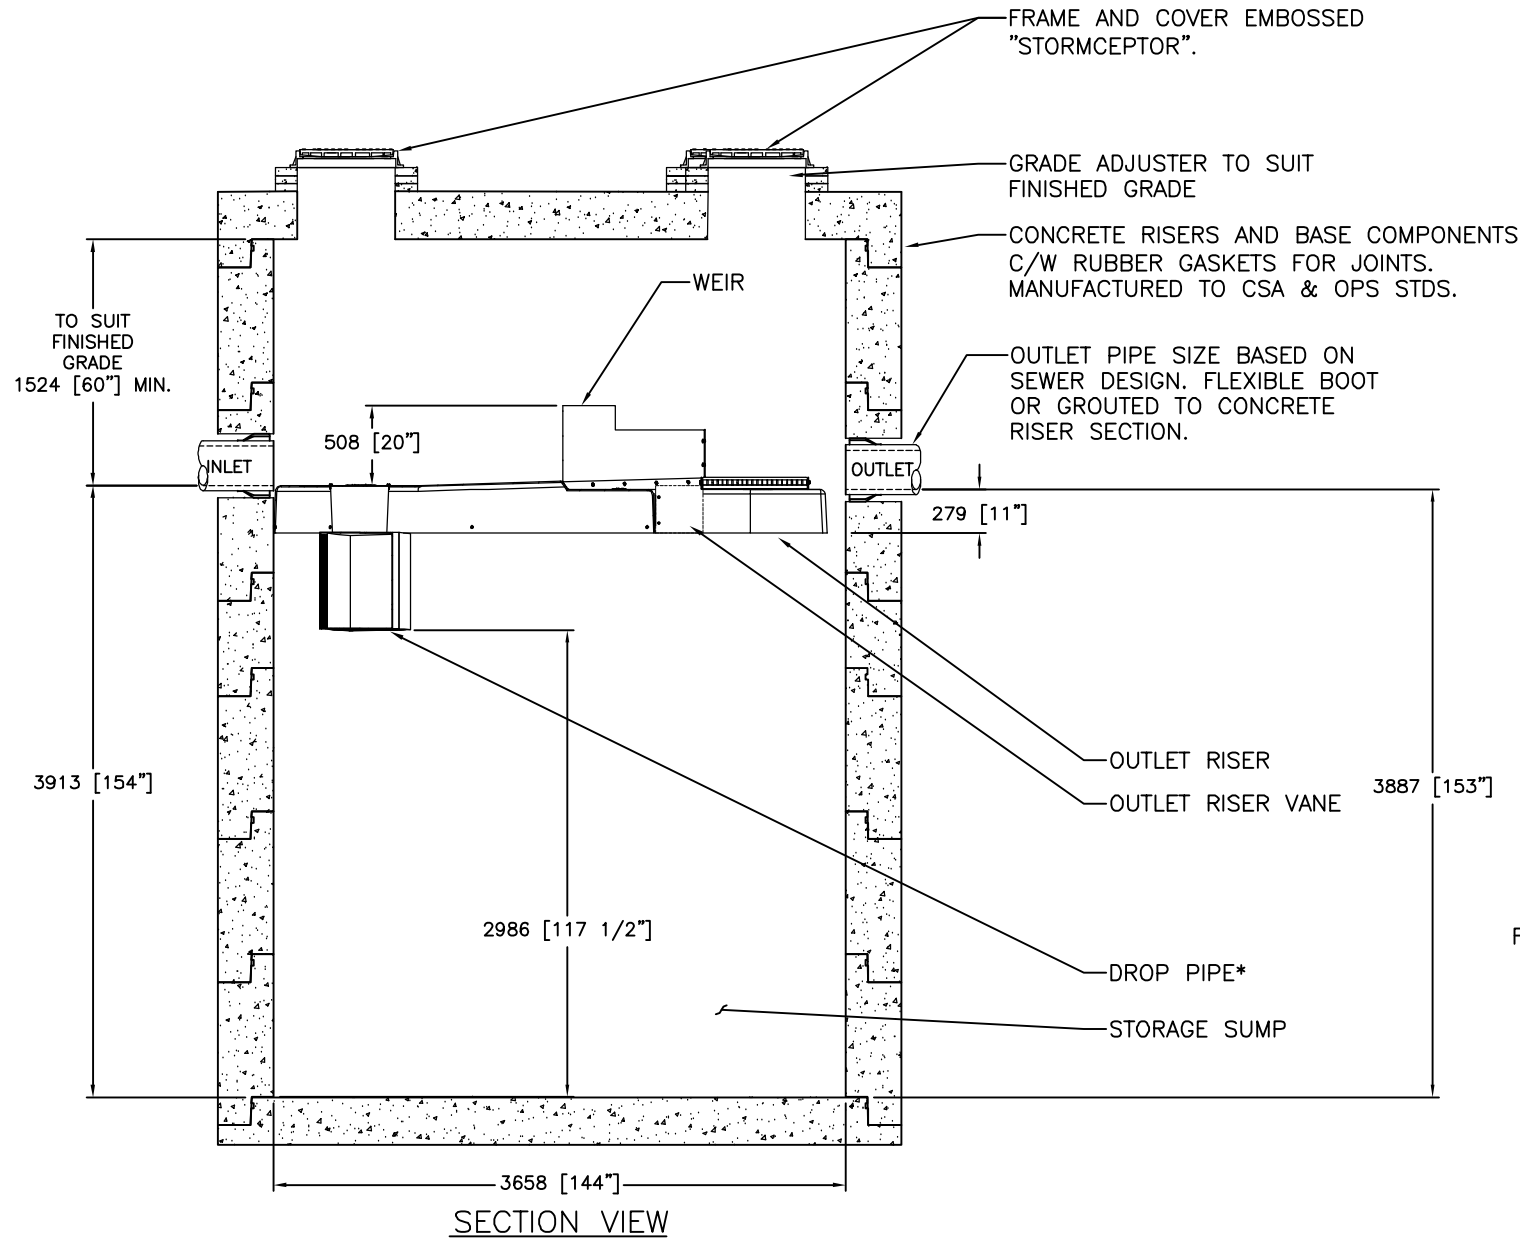 FRAME AND COVER EMBOSSED
"STORMCEPTOR".
GRADE ADJUSTER TO SUIT
FINISHED GRADE
CONCRETE RISERS AND BASE COMPONENTS
C/W RUBBER GASKETS FOR JOINTS.
MANUFACTURED TO CSA & OPS STDS.
WEIR
TO SUIT
FINISHED
GRADE
1524 [60"] MIN.
OUTLET PIPE SIZE BASED ON
SEWER DESIGN. FLEXIBLE BOOT
OR GROUTED TO CONCRETE
RISER SECTION.
508 [20"]
INLET
OUTLET
279 [11"]
OUTLET RISER
3913 [154"]
3887 [153"]
OUTLET RISER VANE
2986 [117 1/2"]
F
DROP PIPE*
STORAGE SUMP
3658 [144"]
SECTION VIEW